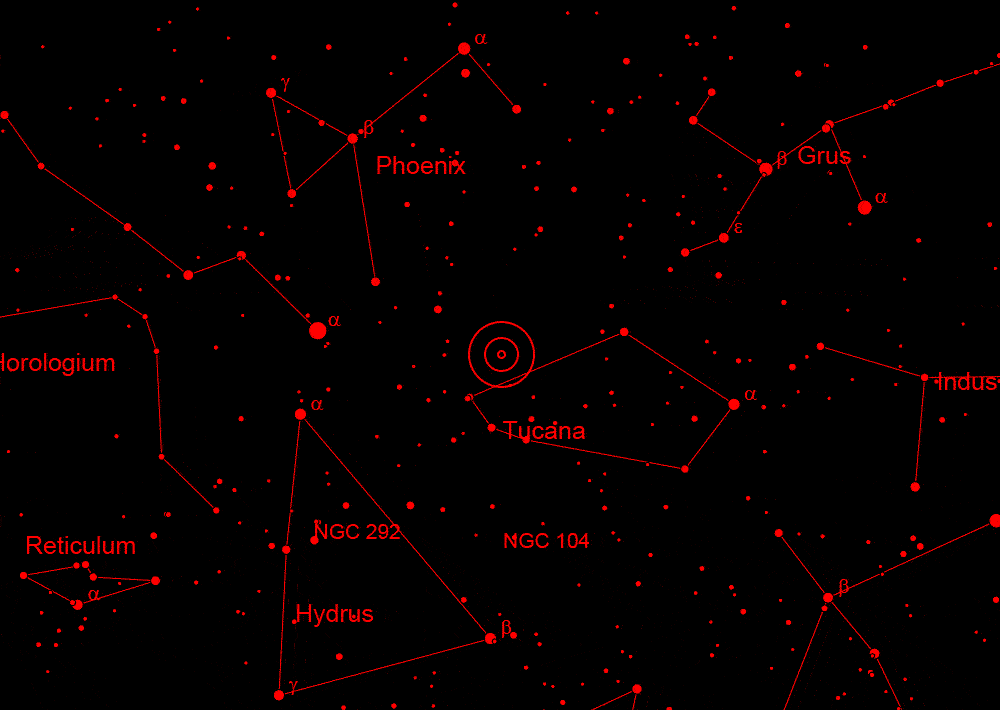 α
γ
β
Phoenix
β
Grus
α
ε
α
Horologium
Indus
α
α
Tucana
NGC 292
NGC 104
Reticulum
α
β
Hydrus
β
γ